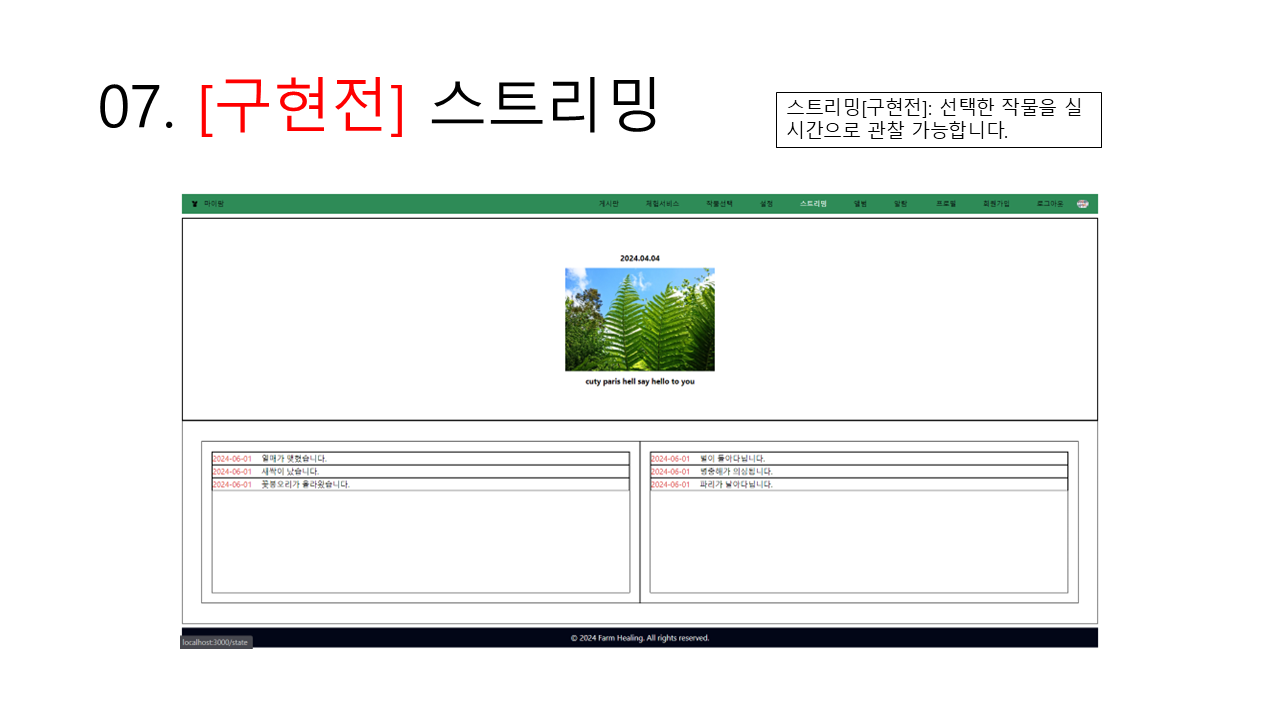 07. [구현전] 스트리밍
스트리밍[구현전]: 선택한 작물을 실
시간으로 관찰 가능합니다.
마이팜 게시판 체험서비스 작물선택 설정 스트리밍 앨범 알림 프로필 회원가입 로그아웃
2024.04.04
cuty paris hell say hello to you
2024-06-01 열매가 맺혔습니다.
2024-06-01 새싹이 났습니다.
2024-06-01 꽃봉오리가 올라왔습니다.
2024-06-01 벌이 돌아다닙니다.
2024-06-01 병충해가 의심됩니다.
2024-06-01 파리가 날아다닙니다.
localhost:3000/state
© 2024 Farm Healing. All rights reserved.